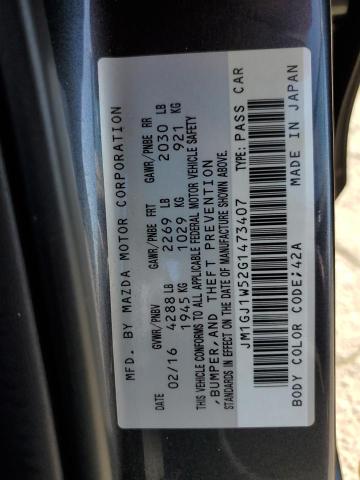 MFD. BY MAZDA MOTOR CORPORATION
DATE GVWR/PNBV GAWR/PNBE FRT GAWR/PNBE RR
02/16 4288 LB 2269 LB 2030 LB
1945 KG 1029 KG 921 KG
THIS VEHICLE CONFORMS TO ALL APPLICABLE FEDERAL MOTOR VEHICLE SAFETY
, BUMPER, AND THEFT PREVENTION
STANDARDS IN EFFECT ON THE DATE OF MANUFACTURE SHOWN ABOVE.
JM1GJ1W52G1473407 TYPE: PASS CAR
BODY COLOR CODE;42A MADE IN JAPAN